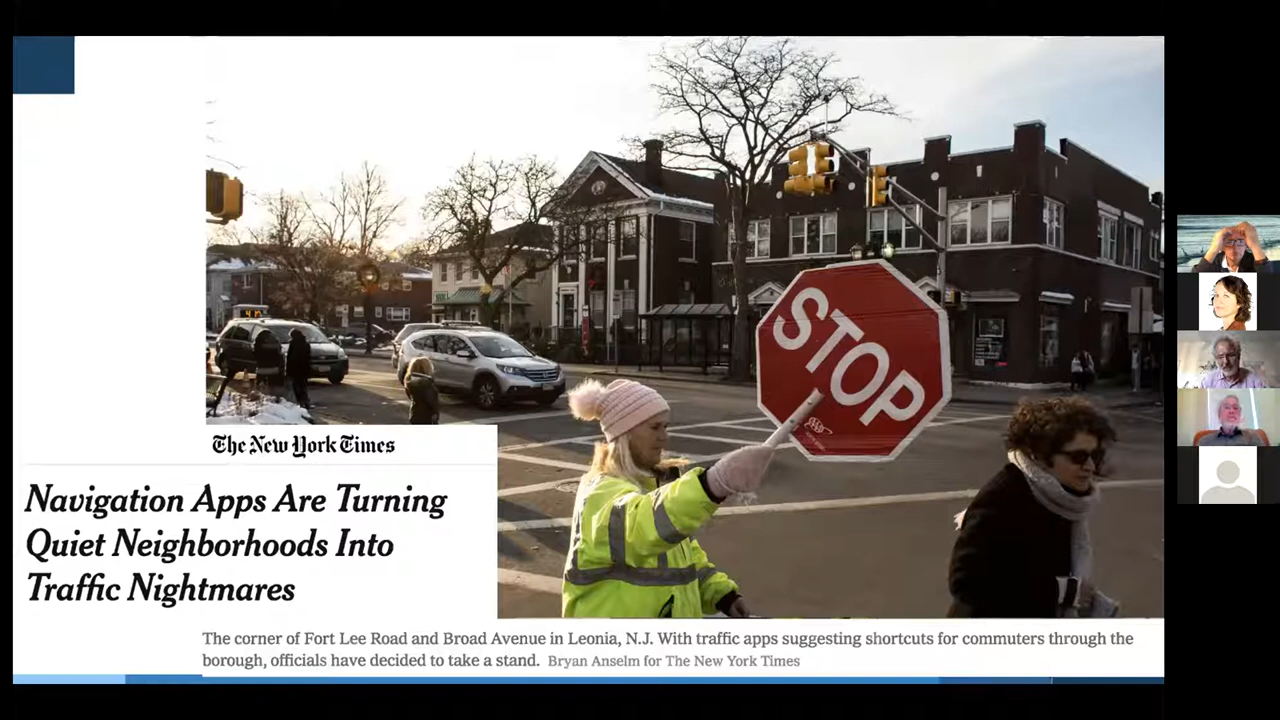 STOP
The New York Times
Navigation Apps Are Turning
Quiet Neighborhoods Into
Traffic Nightmares
The corner of Fort Lee Road and Broad Avenue in Leonia, N.J. With traffic apps suggesting shortcuts for commuters through the
borough, officials have decided to take a stand. Bryan Anselm for The New York Times